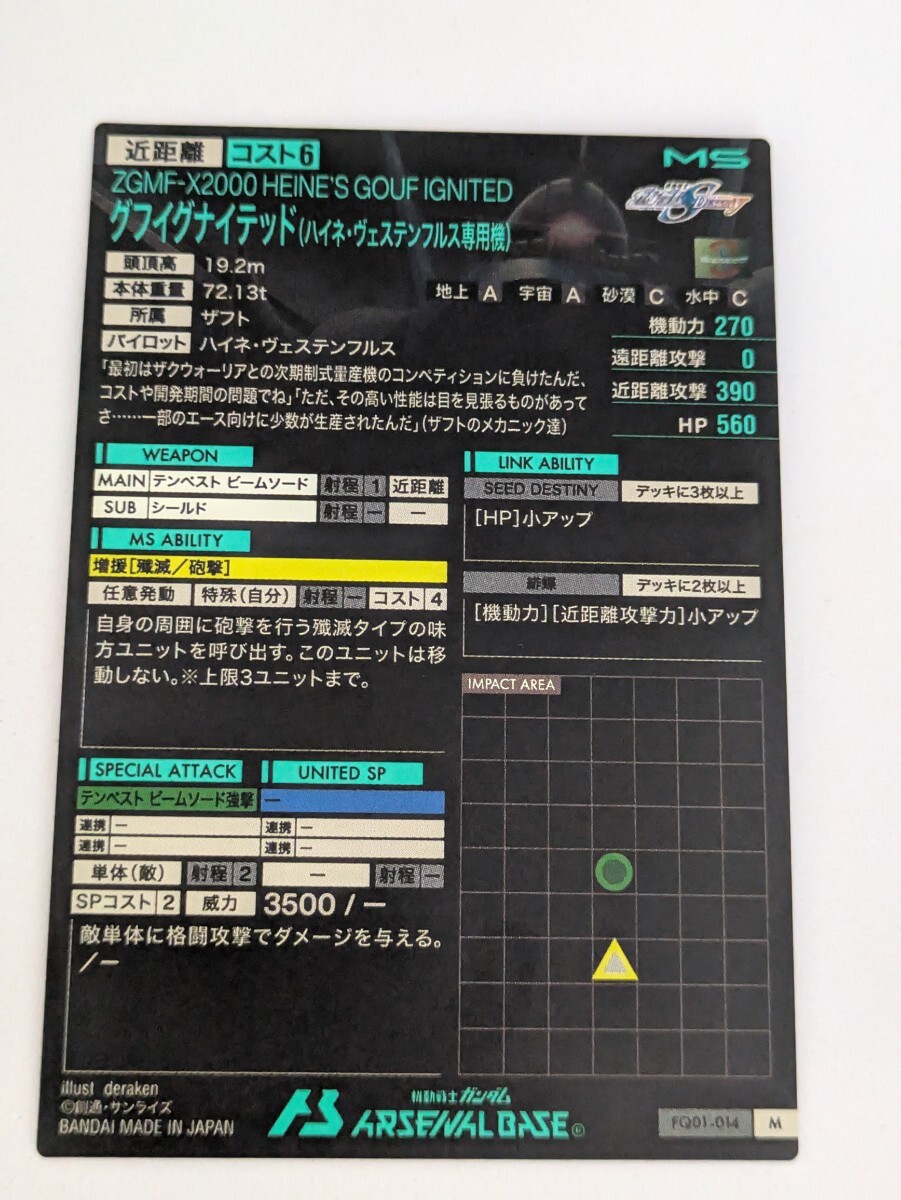 近距離 コスト6
MS
ZGMF-X2000 HEINE'S GOUF IGNITED
グフイグナイテッド(ハイネ・ヴェステンフルス専用機)
頭頂高 19.2m
本体重量 72.13t
所属 ザフト
パイロット ハイネ・ヴェステンフルス
地上 A 宇宙 A 砂漠 C 水中 C
機動力 270
遠距離攻撃 0
近距離攻撃 390
HP 560
「最初はザクウォーリアとの次期制式量産機のコンペティションに負けたんだ、
コストや開発期間の問題でね」「ただ、その高い性能は目を見張るものがあって
さ……一部のエース向けに少数が生産されたんだ」(ザフトのメカニック達)
WEAPON
MAIN テンペスト ビームソード 射程 1 近距離
SUB シールド 射程 ー ー
MS ABILITY
増援[殲滅/砲撃]
任意発動 特殊(自分) 射程 ー コスト 4
自身の周囲に砲撃を行う殲滅タイプの味
方ユニットを呼び出す。このユニットは移
動しない。※上限3ユニットまで。
LINK ABILITY
SEED DESTINY デッキに3枚以上
[HP]小アップ
緋蝶 デッキに2枚以上
[機動力][近距離攻撃力]小アップ
IMPACT AREA
SPECIAL ATTACK
UNITED SP
テンペスト ビームソード強撃 ー
連携 ー 連携 ー
連携 ー 連携 ー
単体(敵) 射程 2 ー 射程 ー
SPコスト 2 威力 3500 / ー
敵単体に格闘攻撃でダメージを与える。
/ー
illust deraken
©創通・サンライズ
BANDAI MADE IN JAPAN
AB
機動戦士ガンダム
ARSENAL BASE
FQ01-014 M